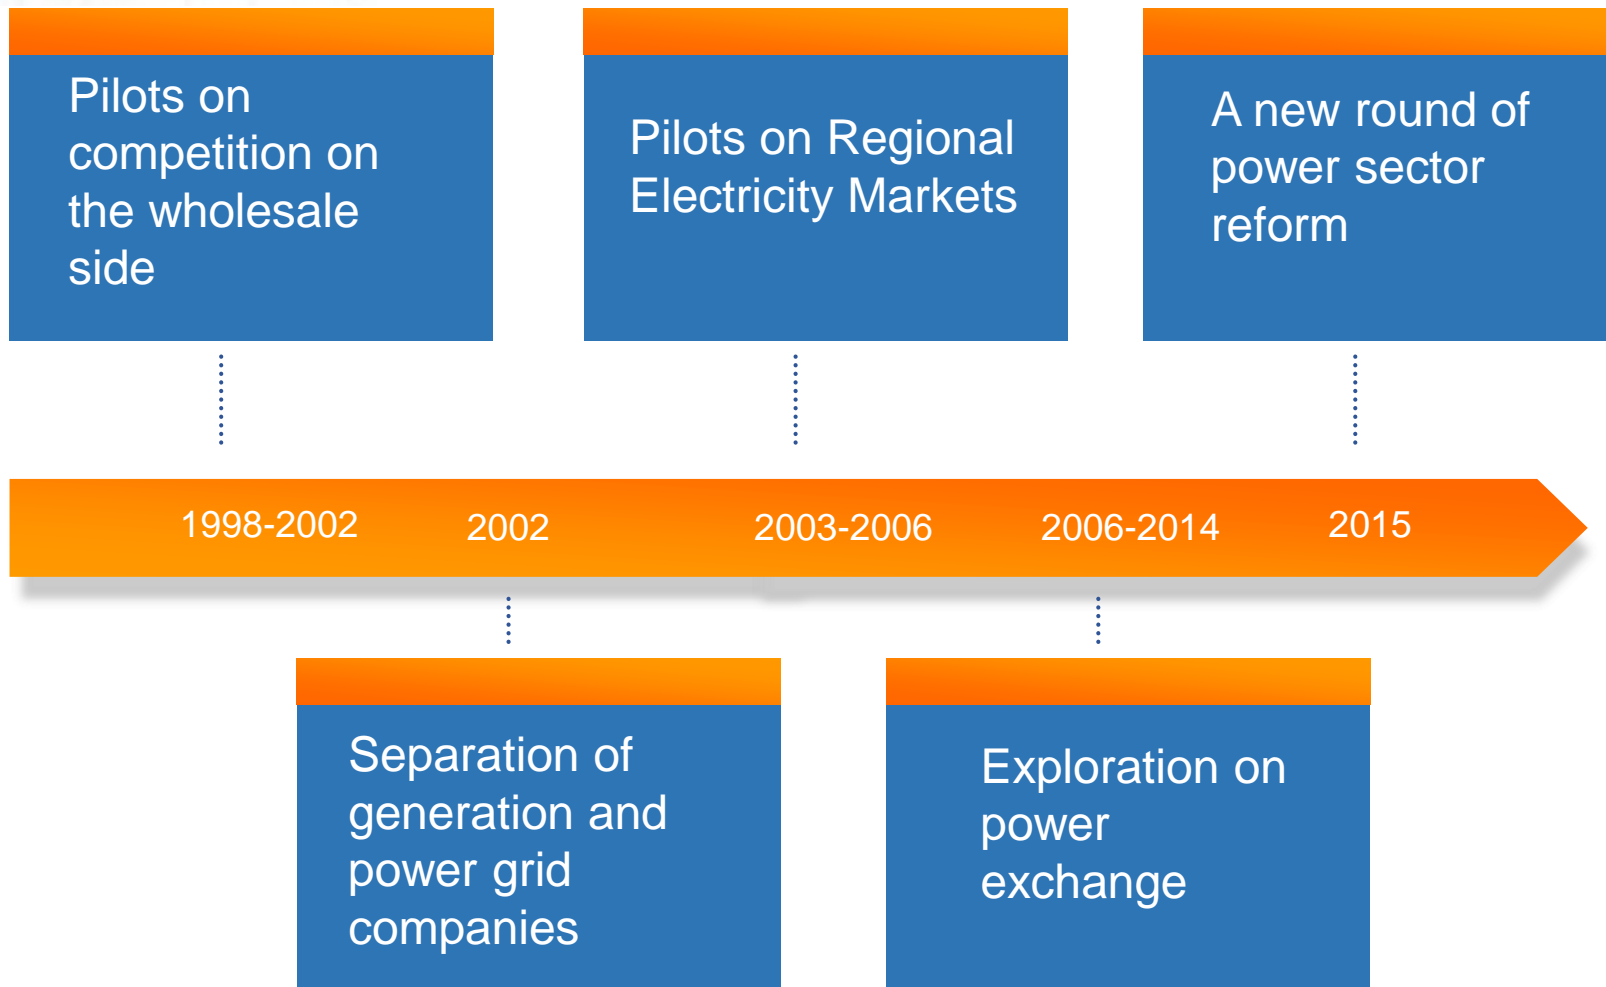 Pilots on
competition on
the wholesale
side
Pilots on Regional
Electricity Markets
A new round of
power sector
reform
1998-2002
2002
2003-2006
2006-2014
2015
Separation of
generation and
power grid
companies
Exploration on
power
exchange